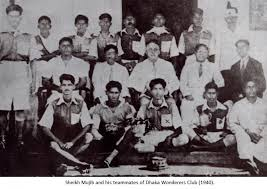 Sheikh Mujib and his teammates of Dhaka Wonderers Club (1940).